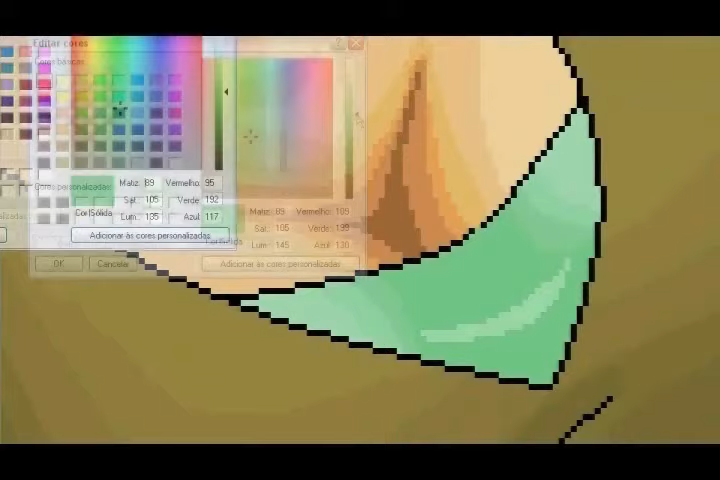 Editar cores
Cores básicas:
Cores personalizadas:
Matiz: 89 Vermelho: 95
Sat.: 105 Verde: 192
Lum.: 135 Azul: 117
Cor|Sólida
Adicionar às cores personalizadas
Matiz: 89 Vermelho: 109
Sat.: 105 Verde: 199
Lum.: 145 Azul: 130
OK Cancelar Adicionar às cores personalizadas